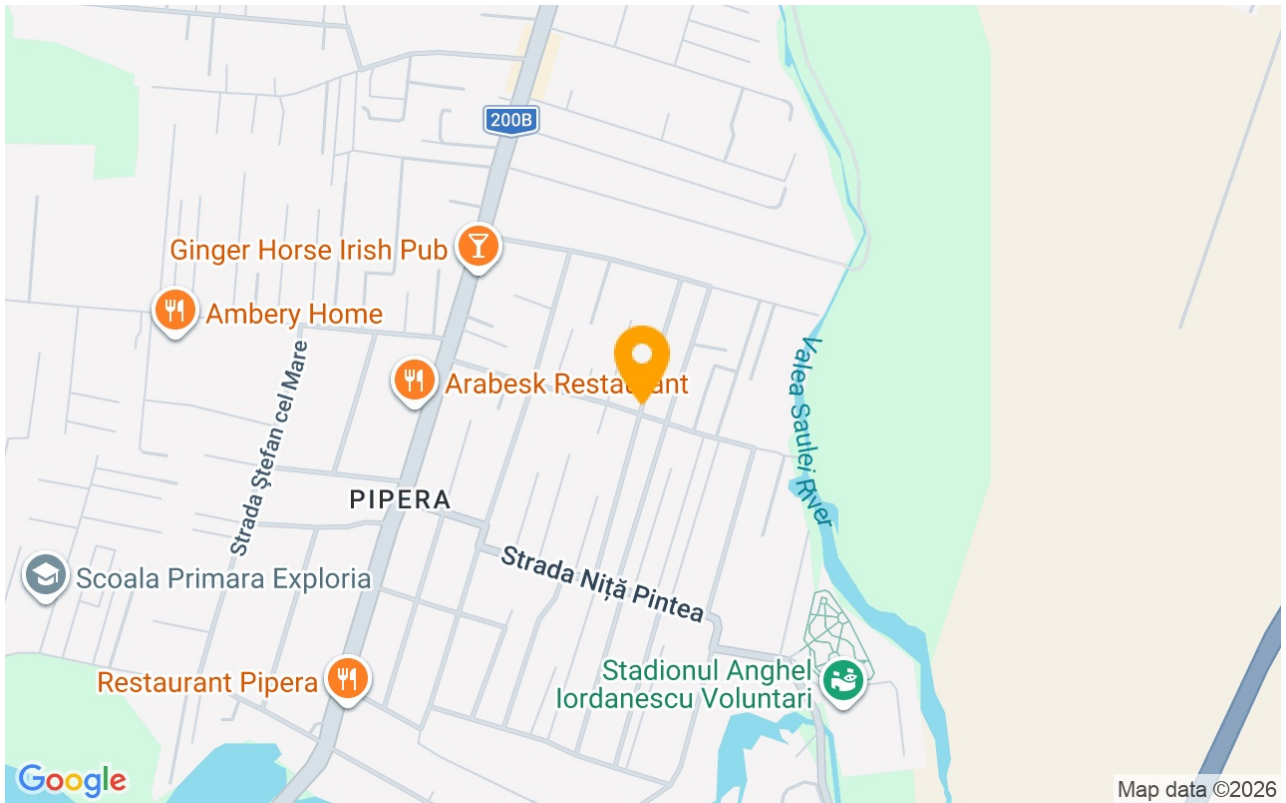 200B
Ginger Horse Irish Pub
Ambery Home
Strada Ștefan cel Mare
Arabesk Restaurant
Valea Saulei River
PIPERA
Strada Niță Pintea
Scoala Primara Exploria
Restaurant Pipera
Stadionul Anghel
Iordanescu Voluntari
Google
Map data ©2026